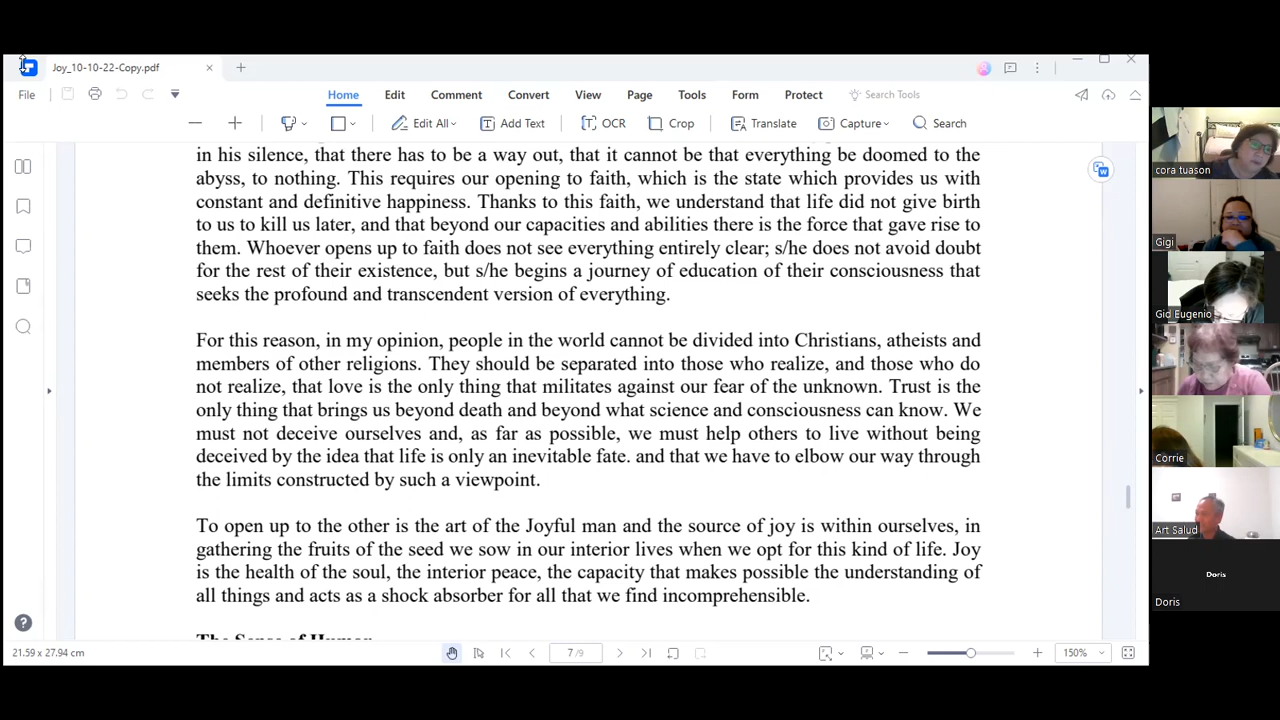 Joy_10-10-22-Copy.pdf
File
Home Edit Comment Convert View Page Tools Form Protect Search Tools
Edit All Add Text OCR Crop Translate Capture Search
in his silence, that there has to be a way out, that it cannot be that everything be doomed to the
abyss, to nothing. This requires our opening to faith, which is the state which provides us with
constant and definitive happiness. Thanks to this faith, we understand that life did not give birth
to us to kill us later, and that beyond our capacities and abilities there is the force that gave rise to
them. Whoever opens up to faith does not see everything entirely clear; s/he does not avoid doubt
for the rest of their existence, but s/he begins a journey of education of their consciousness that
seeks the profound and transcendent version of everything.
For this reason, in my opinion, people in the world cannot be divided into Christians, atheists and
members of other religions. They should be separated into those who realize, and those who do
not realize, that love is the only thing that militates against our fear of the unknown. Trust is the
only thing that brings us beyond death and beyond what science and consciousness can know. We
must not deceive ourselves and, as far as possible, we must help others to live without being
deceived by the idea that life is only an inevitable fate. and that we have to elbow our way through
the limits constructed by such a viewpoint.
To open up to the other is the art of the Joyful man and the source of joy is within ourselves, in
gathering the fruits of the seed we sow in our interior lives when we opt for this kind of life. Joy
is the health of the soul, the interior peace, the capacity that makes possible the understanding of
all things and acts as a shock absorber for all that we find incomprehensible.
The Sense of Humor
21.59 x 27.94 cm
7 /9
150%
cora tuason
Gigi
Gio Eugenio
Corrie
Art Salud
Doris
Doris